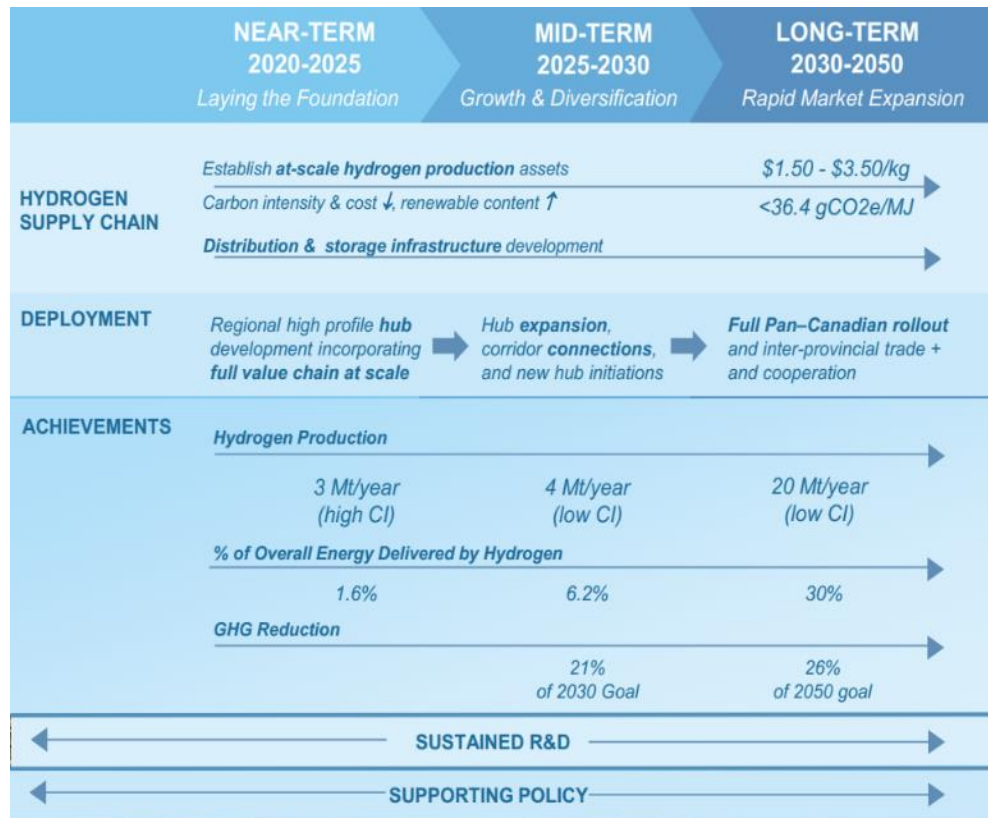 NEAR-TERM
2020-2025
Laying the Foundation
MID-TERM
2025-2030
Growth & Diversification
LONG-TERM
2030-2050
Rapid Market Expansion
HYDROGEN
SUPPLY CHAIN
Establish at-scale hydrogen production assets
Carbon intensity & cost ↓, renewable content ↑
$1.50 - $3.50/kg
<36.4 gCO2e/MJ
Distribution & storage infrastructure development
DEPLOYMENT
Regional high profile hub
development incorporating
full value chain at scale
Hub expansion,
corridor connections,
and new hub initiations
Full Pan–Canadian rollout
and inter-provincial trade +
and cooperation
ACHIEVEMENTS
Hydrogen Production
3 Mt/year
(high CI)
4 Mt/year
(low CI)
20 Mt/year
(low CI)
% of Overall Energy Delivered by Hydrogen
1.6%
6.2%
30%
GHG Reduction
21%
of 2030 Goal
26%
of 2050 goal
SUSTAINED R&D
SUPPORTING POLICY